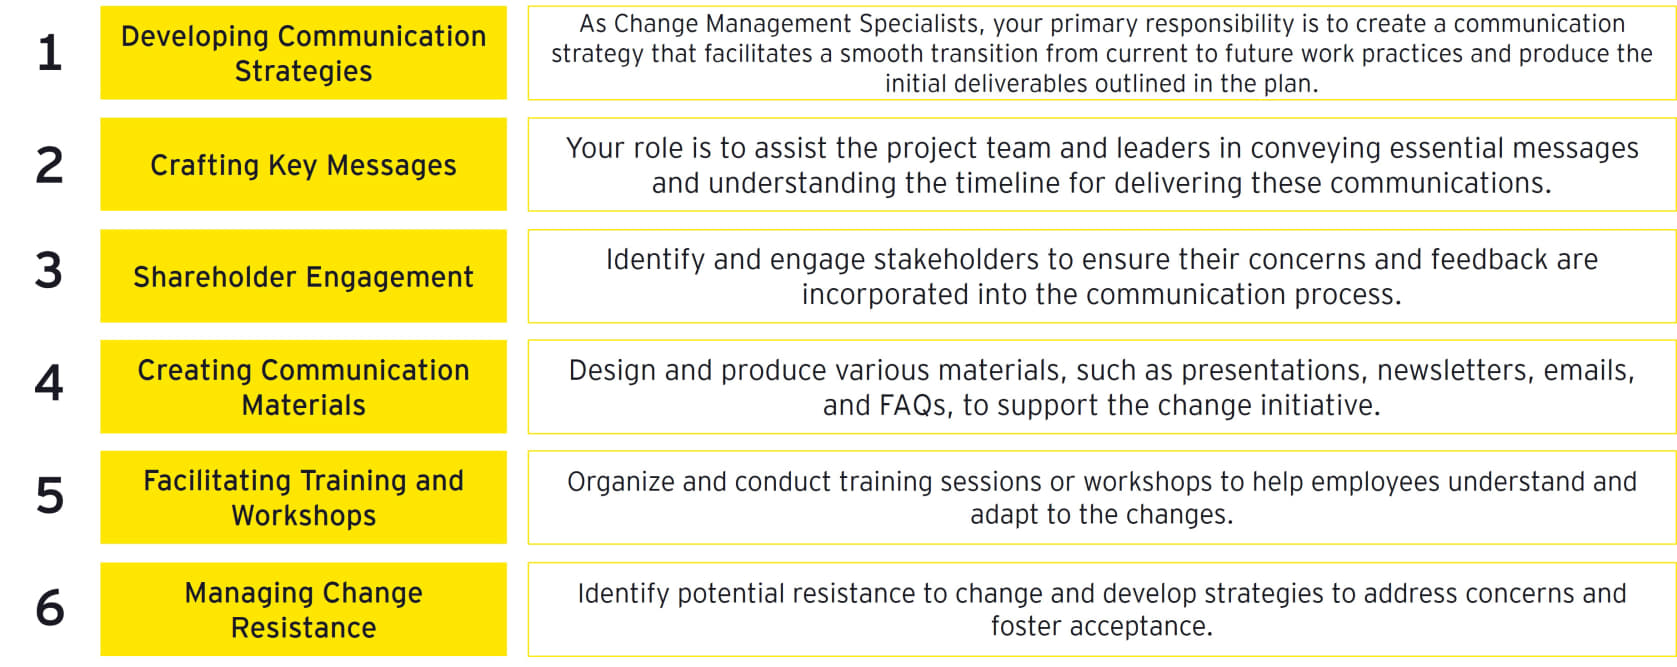 1
Developing Communication
Strategies
As Change Management Specialists, your primary responsibility is to create a communication
strategy that facilitates a smooth transition from current to future work practices and produce the
initial deliverables outlined in the plan.
2
Crafting Key Messages
Your role is to assist the project team and leaders in conveying essential messages
and understanding the timeline for delivering these communications.
3
Shareholder Engagement
Identify and engage stakeholders to ensure their concerns and feedback are
incorporated into the communication process.
4
Creating Communication
Materials
Design and produce various materials, such as presentations, newsletters, emails,
and FAQs, to support the change initiative.
5
Facilitating Training and
Workshops
Organize and conduct training sessions or workshops to help employees understand and
adapt to the changes.
6
Managing Change
Resistance
Identify potential resistance to change and develop strategies to address concerns and
foster acceptance.